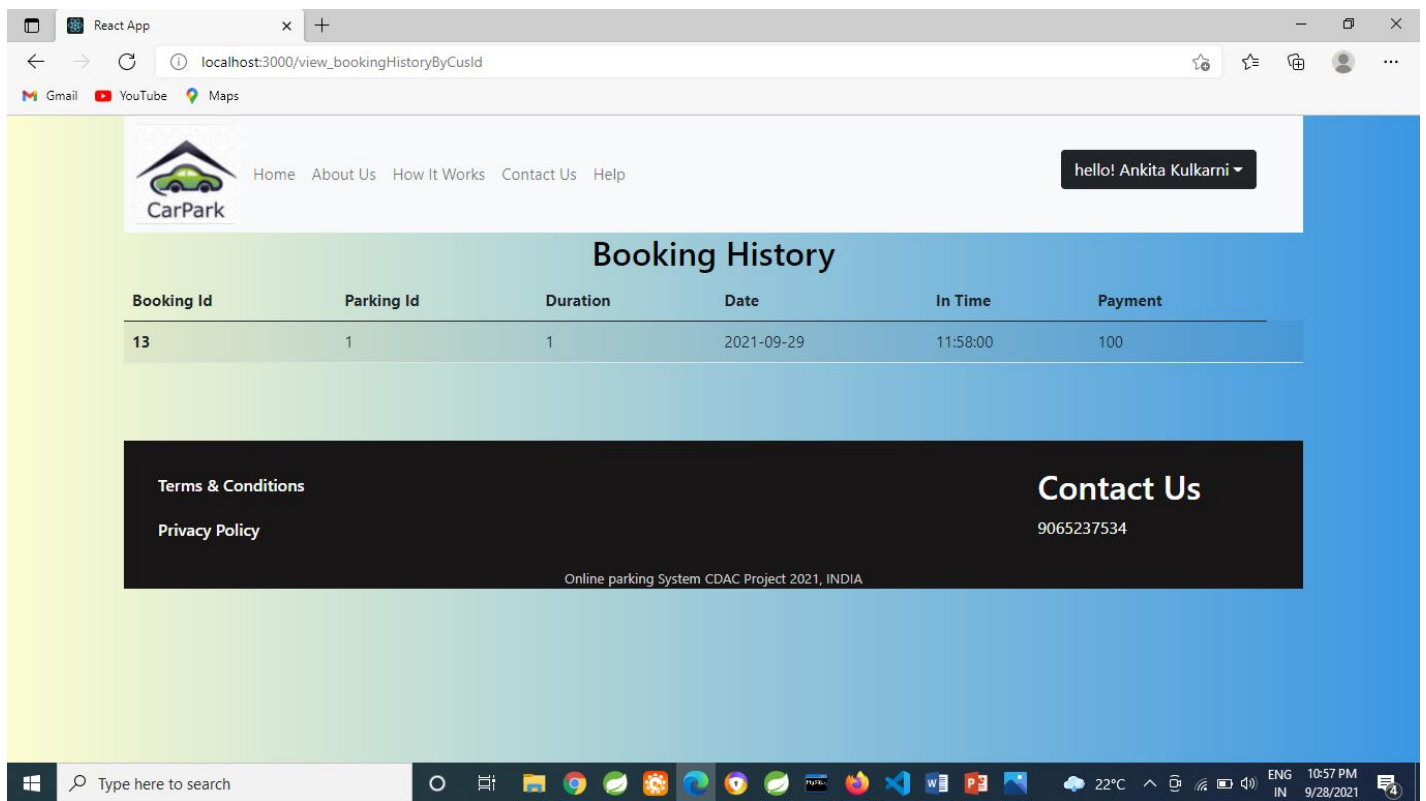 React App
localhost:3000/view_bookingHistoryByCusId
Gmail YouTube Maps
CarPark
Home About Us How It Works Contact Us Help
hello! Ankita Kulkarni
Booking History
Booking Id Parking Id Duration Date In Time Payment
13 1 1 2021-09-29 11:58:00 100
Terms & Conditions
Privacy Policy
Contact Us
9065237534
Online parking System CDAC Project 2021, INDIA
Type here to search
22°C
ENG
IN
10:57 PM
9/28/2021
4